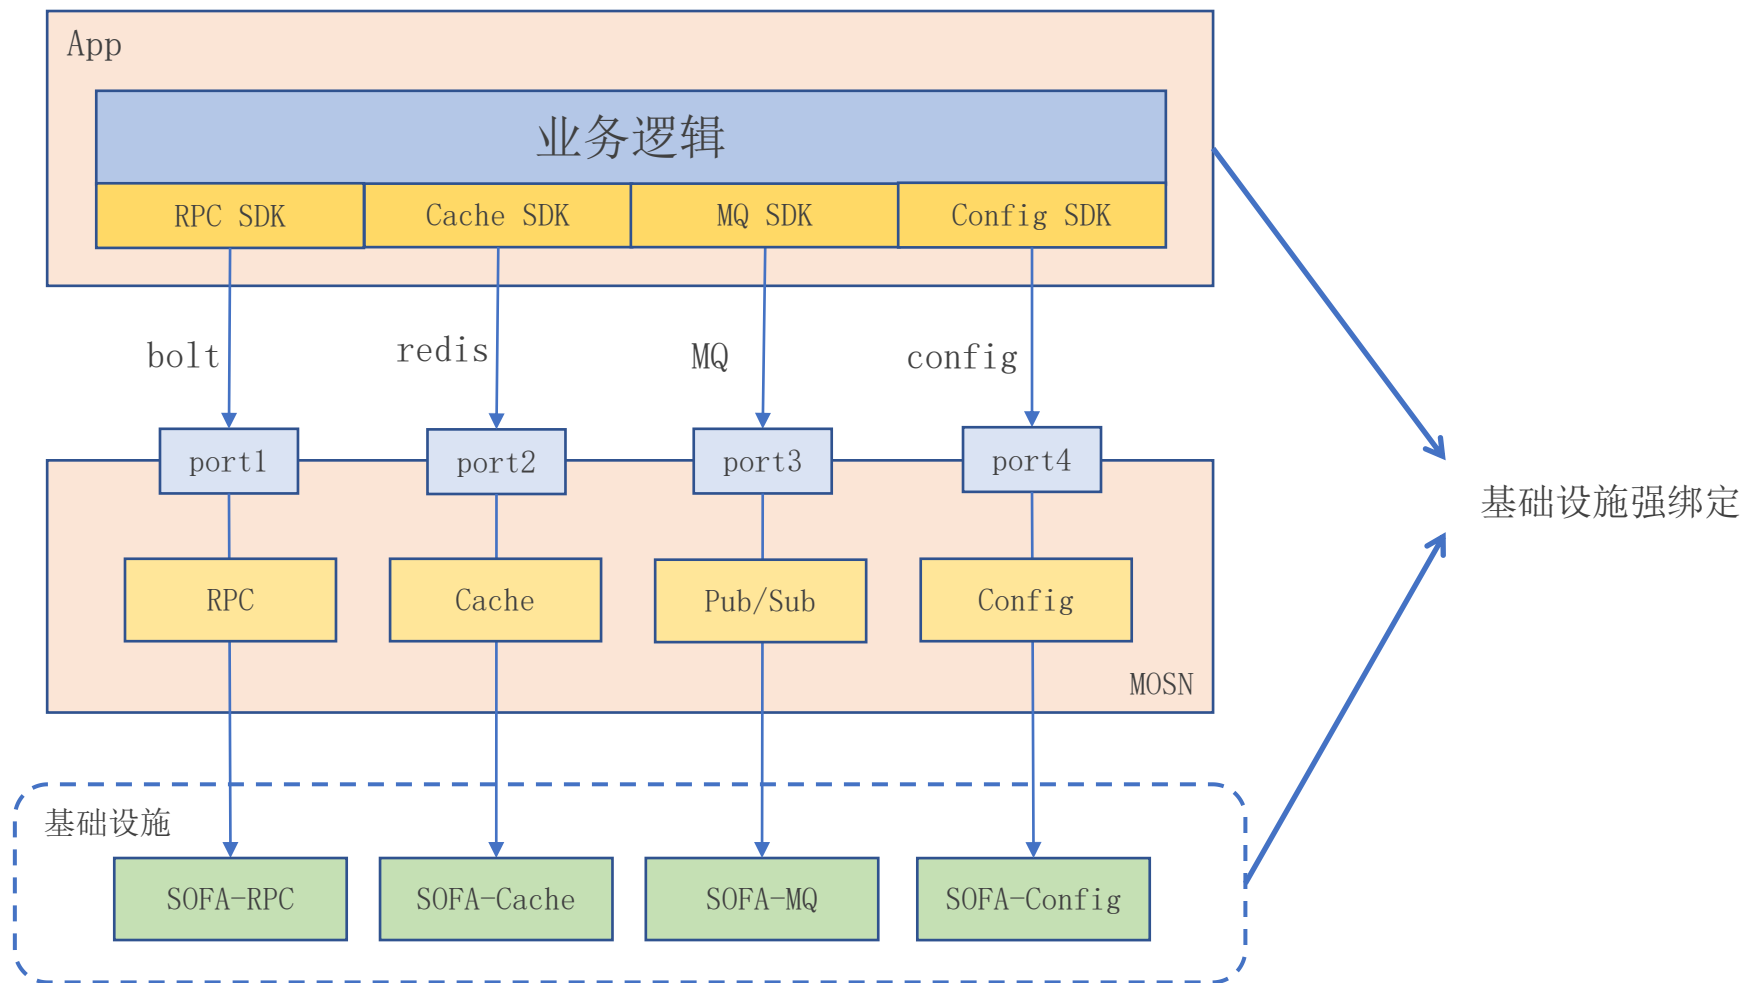 App
业务逻辑
RPC SDK
Cache SDK
MQ SDK
Config SDK
bolt
redis
MQ
config
port1
port2
port3
port4
基础设施强绑定
RPC
Cache
Pub/Sub
Config
MOSN
基础设施
SOFA-RPC
SOFA-Cache
SOFA-MQ
SOFA-Config